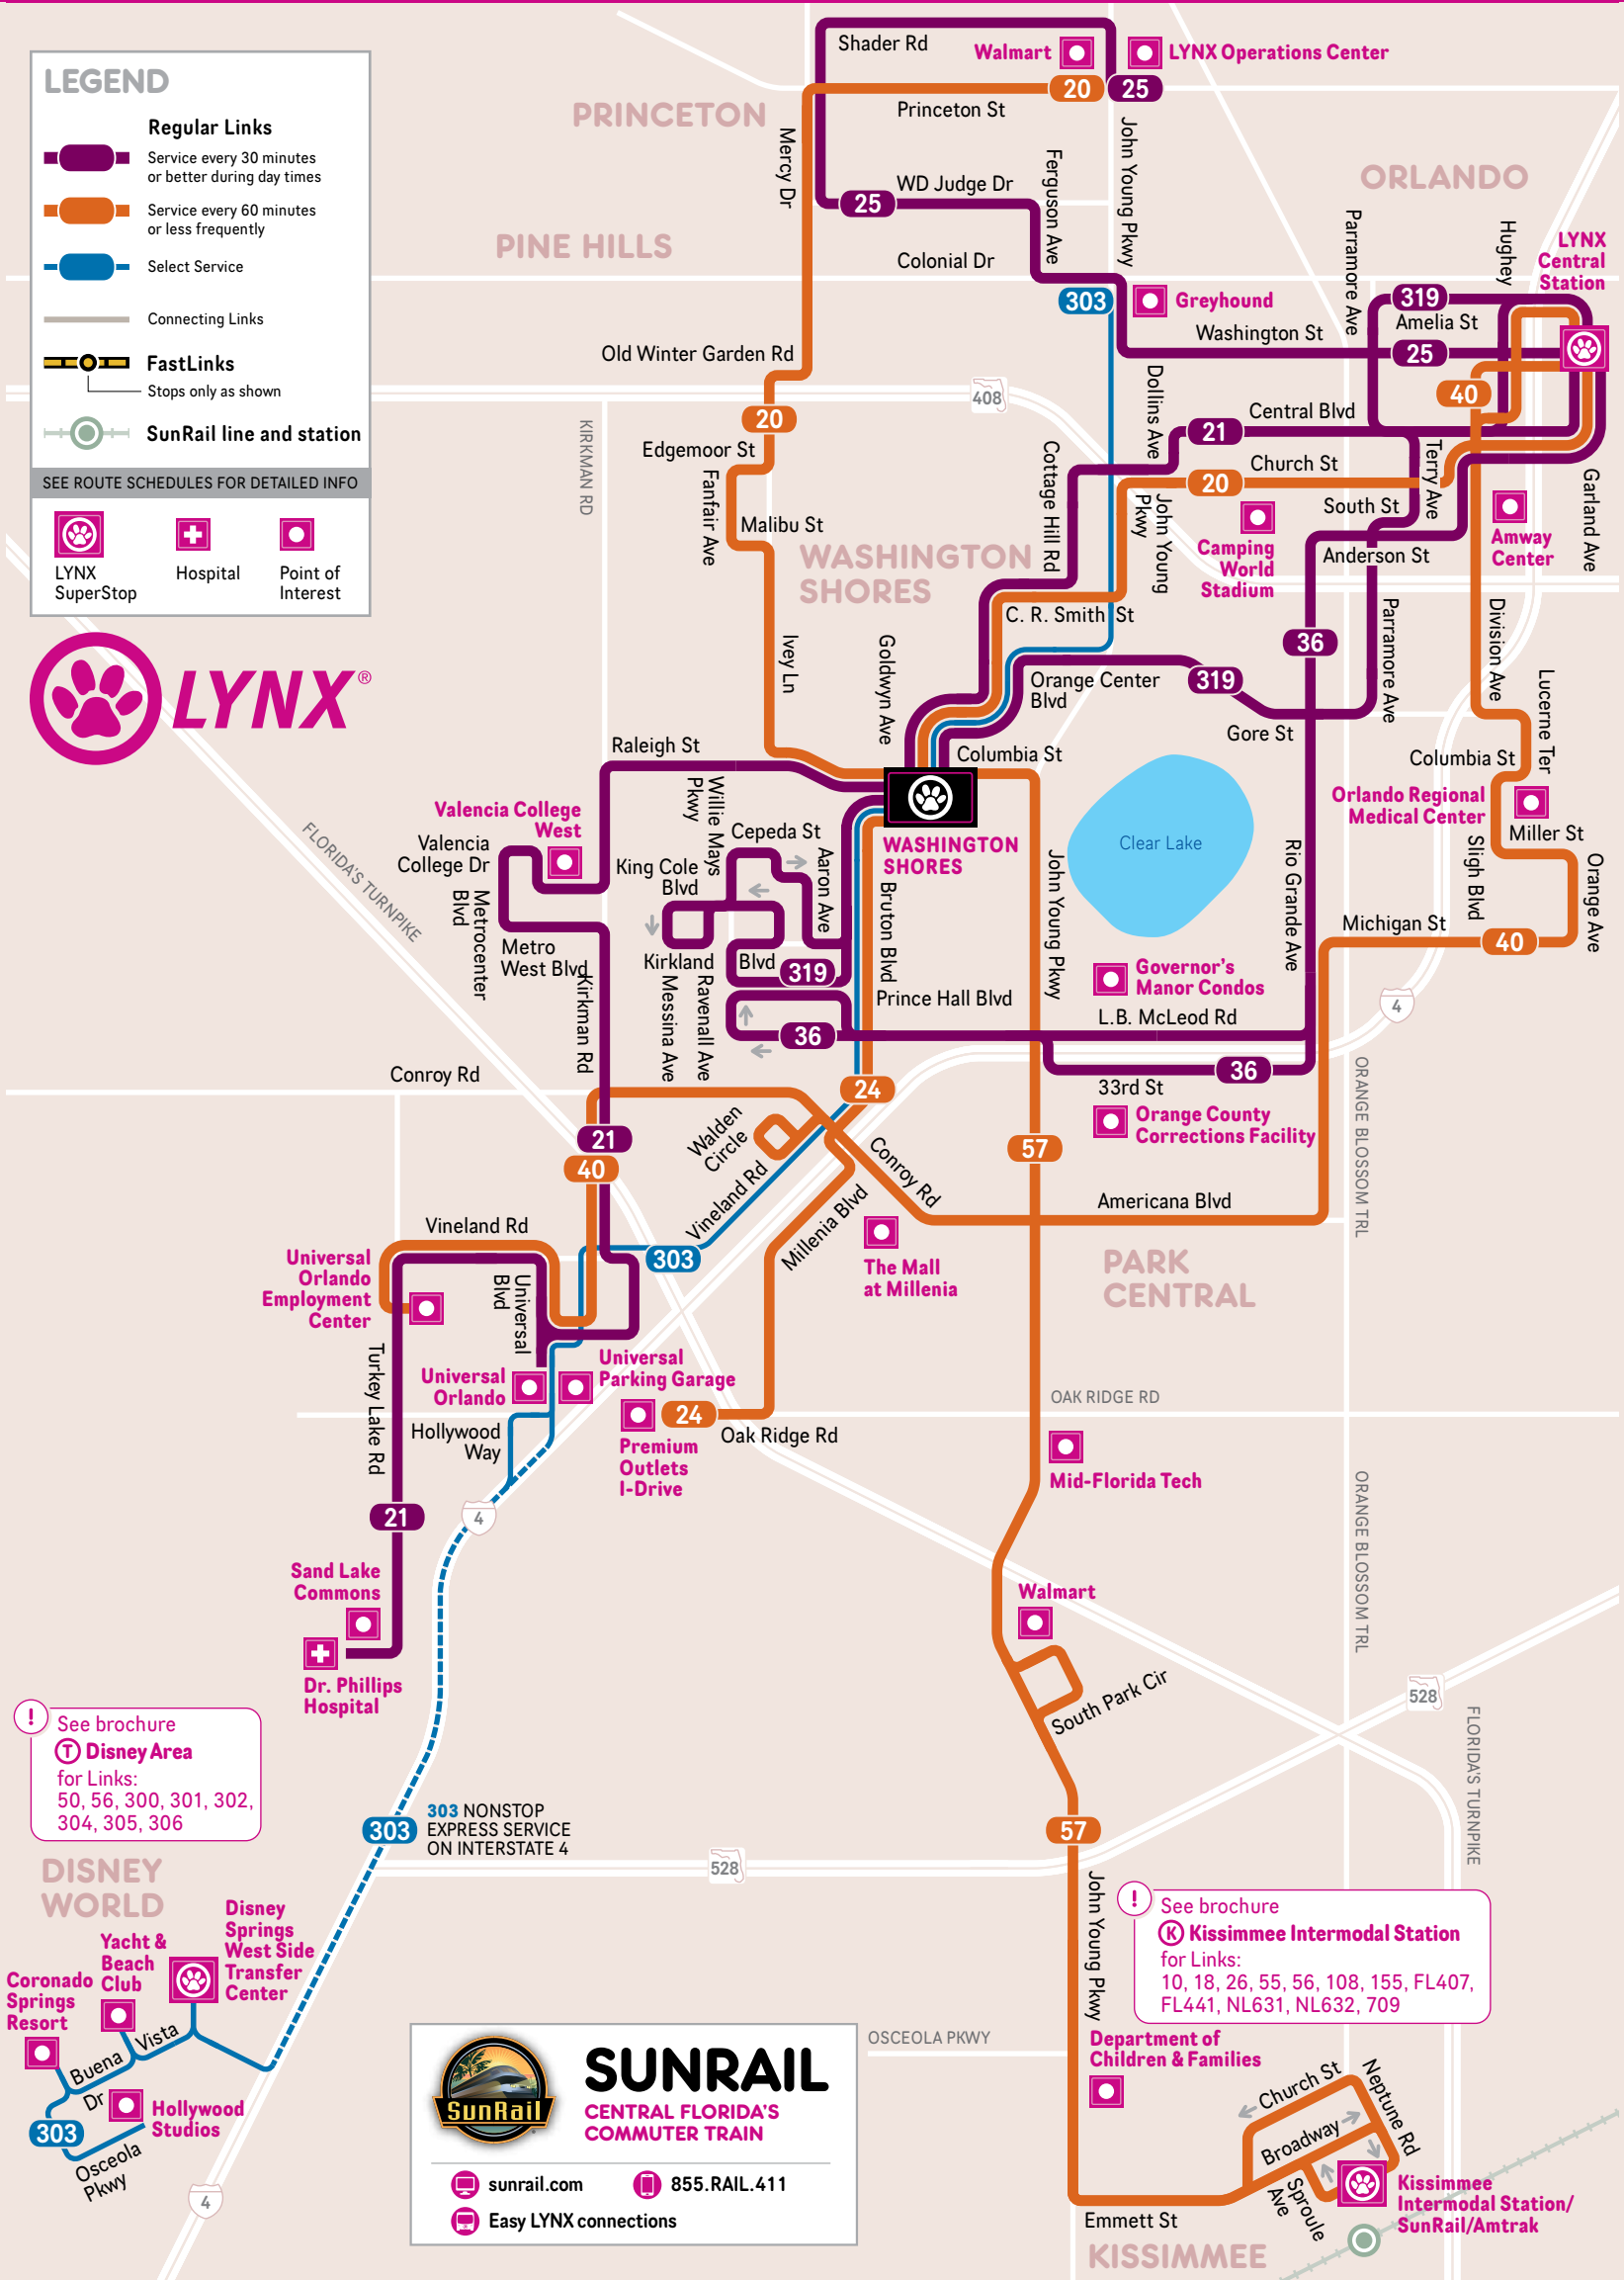 LEGEND
Regular Links
Service every 30 minutes
or better during day times
Service every 60 minutes
or less frequently
Select Service
Connecting Links
FastLinks
Stops only as shown
SunRail line and station
SEE ROUTE SCHEDULES FOR DETAILED INFO
LYNX
SuperStop
Hospital
Point of
Interest
LYNX®
Shader Rd
Walmart
LYNX Operations Center
20
25
PRINCETON
Princeton St
Mercy Dr
Ferguson Ave
John Young Pkwy
WD Judge Dr
25
ORLANDO
PINE HILLS
Colonial Dr
Parramore Ave
Hughey
LYNX
Central
Station
303
Greyhound
319
Amelia St
Washington St
25
Old Winter Garden Rd
408
Dollins Ave
40
20
Central Blvd
21
KIRKMAN RD
Edgemoor St
Fanfair Ave
Cottage Hill Rd
Church St
20
Terry Ave
Garland Ave
John Young
Pkwy
South St
Malibu St
WASHINGTON
SHORES
Camping
World
Stadium
Anderson St
Amway
Center
C. R. Smith St
Ivey Ln
Goldwyn Ave
36
Parramore Ave
Division Ave
Orange Center
Blvd
319
Lucerne Ter
Gore St
Raleigh St
Columbia St
Columbia St
Willie Mays
Pkwy
WASHINGTON
SHORES
Clear Lake
Orlando Regional
Medical Center
Valencia College
West
Valencia
College Dr
Cepeda St
Miller St
King Cole
Blvd
Aaron Ave
Bruton Blvd
John Young Pkwy
Rio Grande Ave
Sligh Blvd
Orange Ave
FLORIDA'S TURNPIKE
Metrocenter
Blvd
Metro
West Blvd
Kirkman Rd
Michigan St
40
Kirkland
Blvd
319
Governor's
Manor Condos
Messina Ave
Ravenall Ave
Prince Hall Blvd
L.B. McLeod Rd
36
4
36
33rd St
Conroy Rd
24
Orange County
Corrections Facility
ORANGE BLOSSOM TRL
21
40
Walden
Circle
57
Conroy Rd
Vineland Rd
Millenia Blvd
Americana Blvd
Vineland Rd
303
The Mall
at Millenia
PARK
CENTRAL
Universal
Orlando
Employment
Center
Universal
Blvd
Turkey Lake Rd
Universal
Orlando
Universal
Parking Garage
24
Oak Ridge Rd
OAK RIDGE RD
Hollywood
Way
Premium
Outlets
I-Drive
Mid-Florida Tech
21
4
ORANGE BLOSSOM TRL
Sand Lake
Commons
Walmart
Dr. Phillips
Hospital
South Park Cir
528
FLORIDA'S TURNPIKE
!
See brochure
T Disney Area
for Links:
50, 56, 300, 301, 302,
304, 305, 306
303
303 NONSTOP
EXPRESS SERVICE
ON INTERSTATE 4
57
528
DISNEY
WORLD
Disney
Springs
West Side
Transfer
Center
Yacht &
Beach
Club
Coronado
Springs
Resort
Buena
Vista
Dr
Hollywood
Studios
303
Osceola
Pkwy
4
John Young Pkwy
!
See brochure
K Kissimmee Intermodal Station
for Links:
10, 18, 26, 55, 56, 108, 155, FL407,
FL441, NL631, NL632, 709
OSCEOLA PKWY
Department of
Children & Families
SunRail
SUNRAIL
CENTRAL FLORIDA'S
COMMUTER TRAIN
sunrail.com
855.RAIL.411
Easy LYNX connections
Church St
Neptune Rd
Broadway
Sproule
Ave
Kissimmee
Intermodal Station/
SunRail/Amtrak
Emmett St
KISSIMMEE